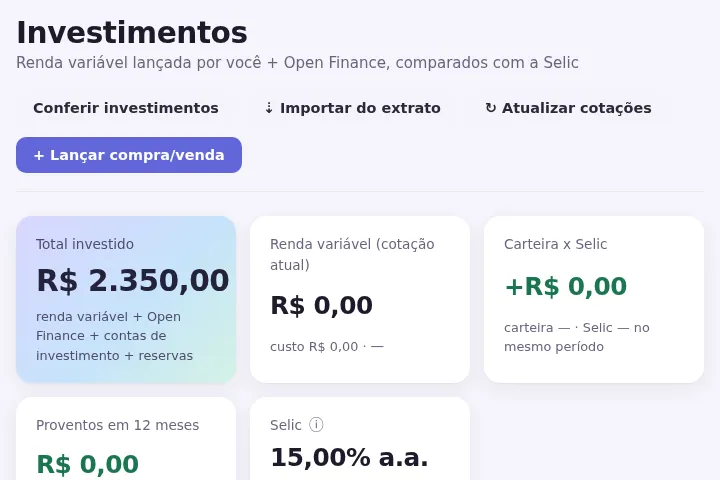 Investimentos
Renda variável lançada por você + Open Finance, comparados com a Selic
Conferir investimentos
⇣ Importar do extrato
↻ Atualizar cotações
+ Lançar compra/venda
Total investido
R$ 2.350,00
renda variável + Open
Finance + contas de
investimento + reservas
Renda variável (cotação
atual)
R$ 0,00
custo R$ 0,00 · —
Carteira x Selic
+R$ 0,00
carteira — · Selic — no
mesmo período
Proventos em 12 meses
R$ 0,00
Selic ⓘ
15,00% a.a.